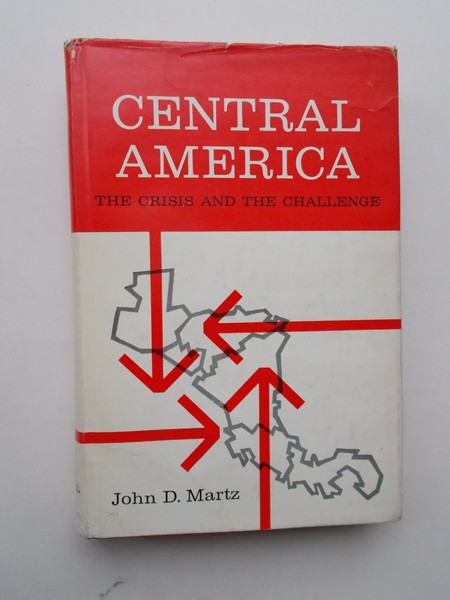 CENTRAL
AMERICA
THE CRISIS AND THE CHALLENGE
John D. Martz